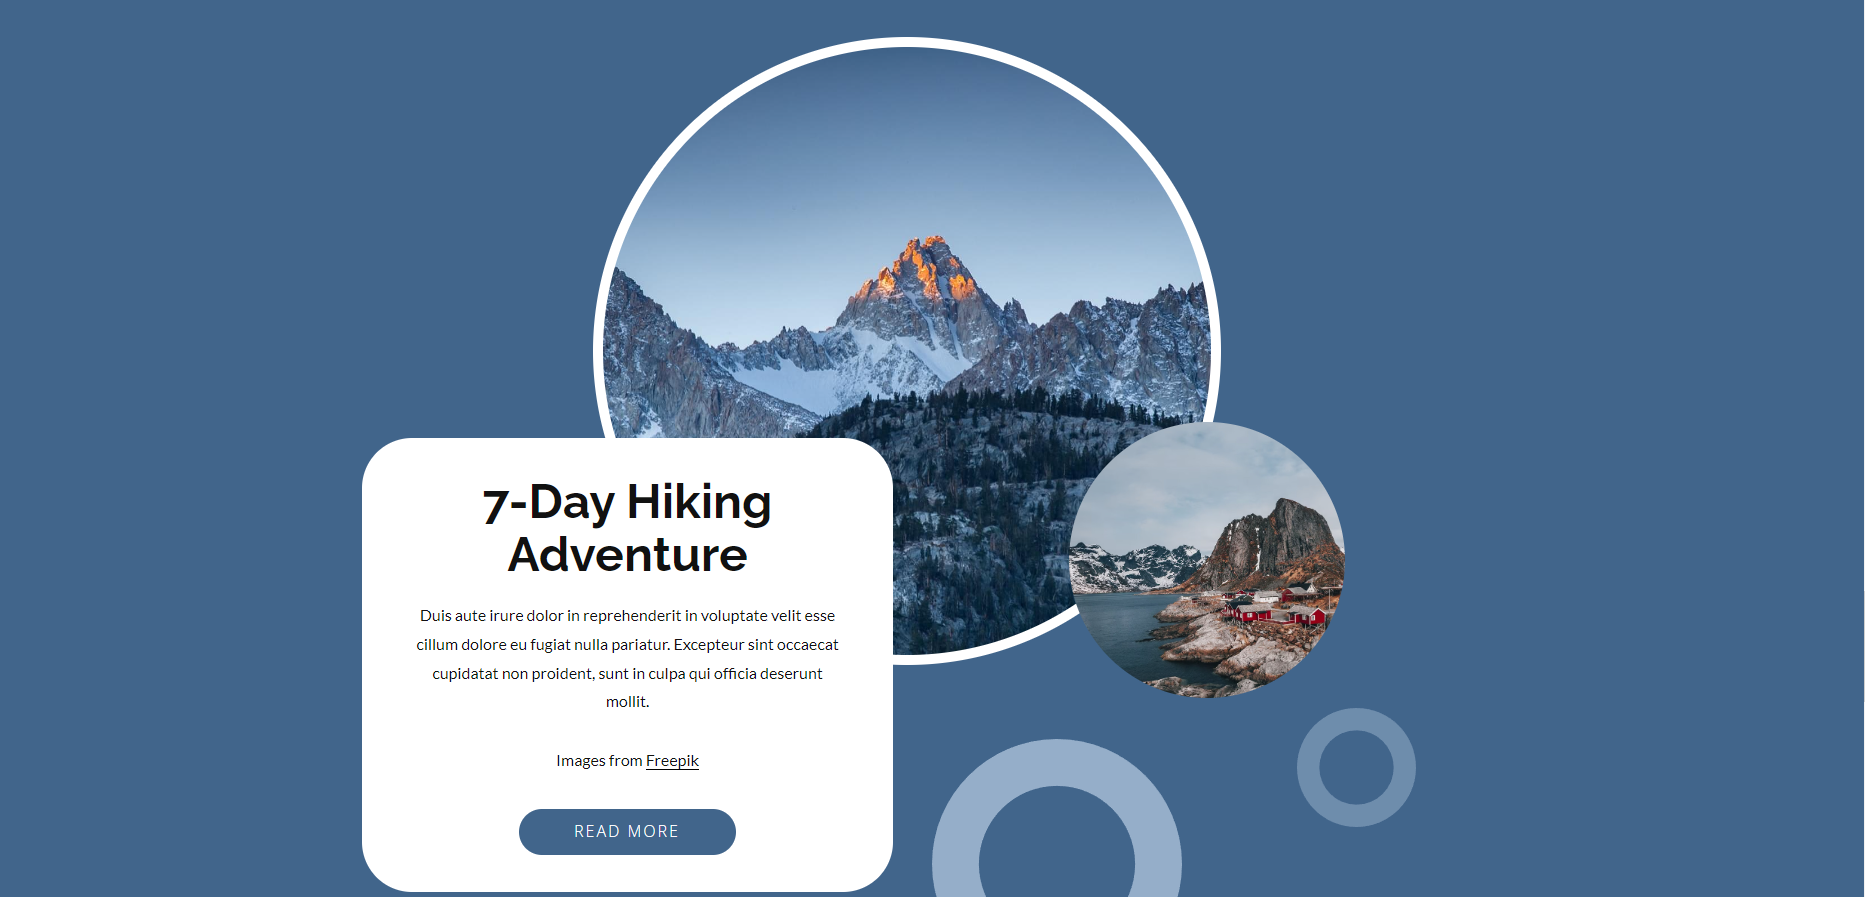 7-Day Hiking
Adventure
Duis aute irure dolor in reprehenderit in voluptate velit esse
cillum dolore eu fugiat nulla pariatur. Excepteur sint occaecat
cupidatat non proident, sunt in culpa qui officia deserunt
mollit.
Images from Freepik
READ MORE